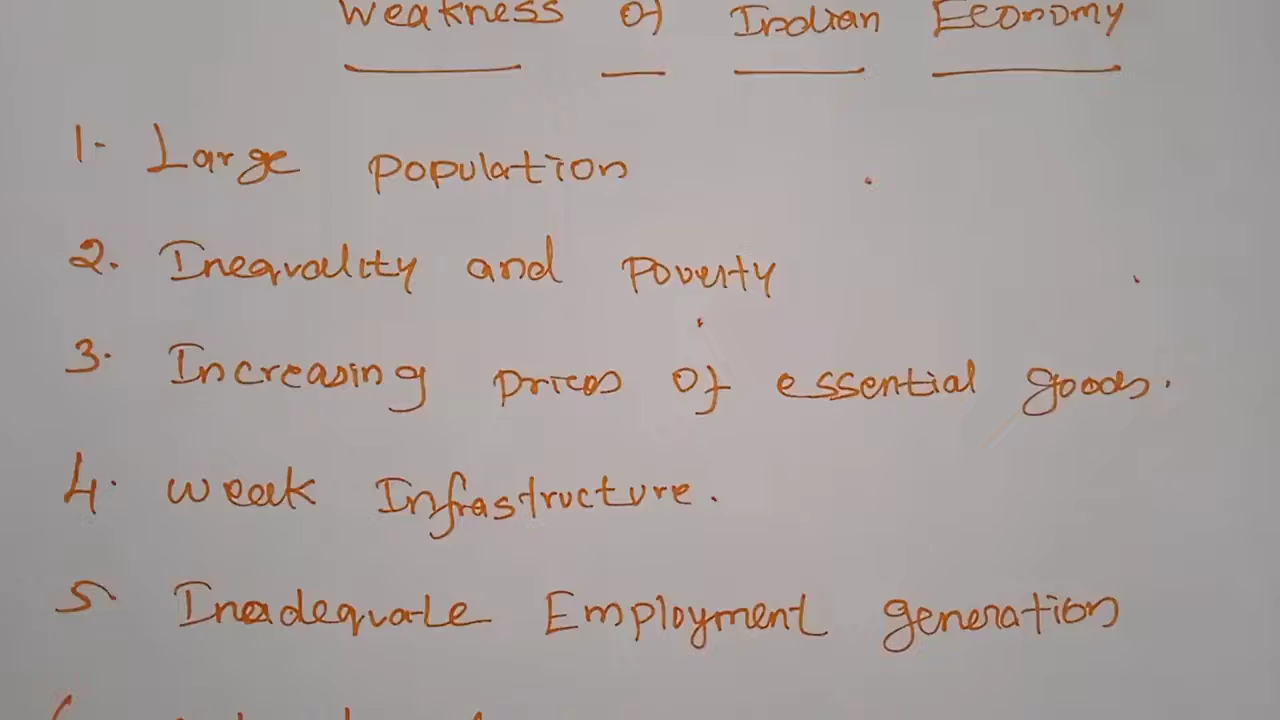 Weakness of Indian Economy
1. Large population
2. Inequality and Poverty
3. Increasing prices of essential goods.
4. Weak Infrastructure.
5 Inadequate Employment generation